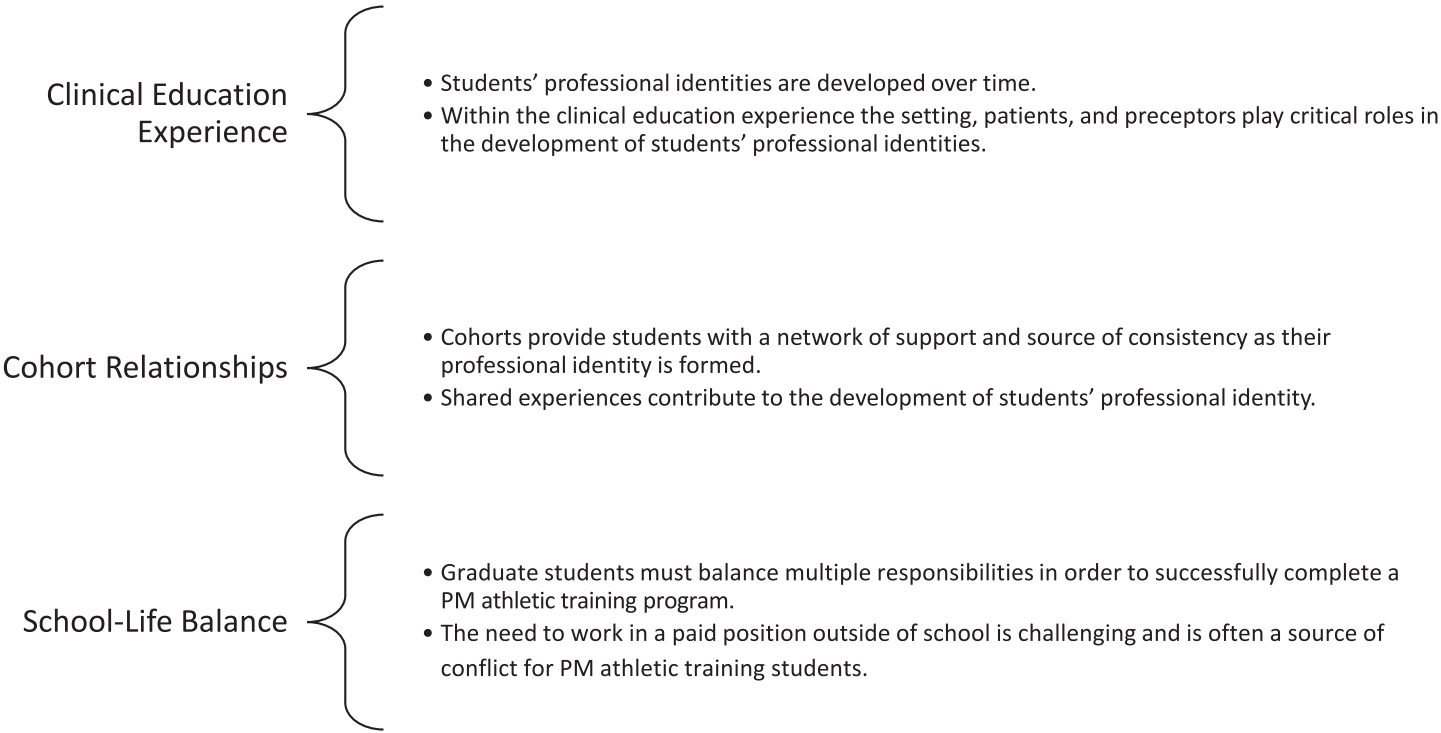 Clinical Education
Experience
• Students’ professional identities are developed over time.
• Within the clinical education experience the setting, patients, and preceptors play critical roles in
the development of students’ professional identities.
Cohort Relationships
• Cohorts provide students with a network of support and source of consistency as their
professional identity is formed.
• Shared experiences contribute to the development of students’ professional identity.
School-Life Balance
• Graduate students must balance multiple responsibilities in order to successfully complete a
PM athletic training program.
• The need to work in a paid position outside of school is challenging and is often a source of
conflict for PM athletic training students.